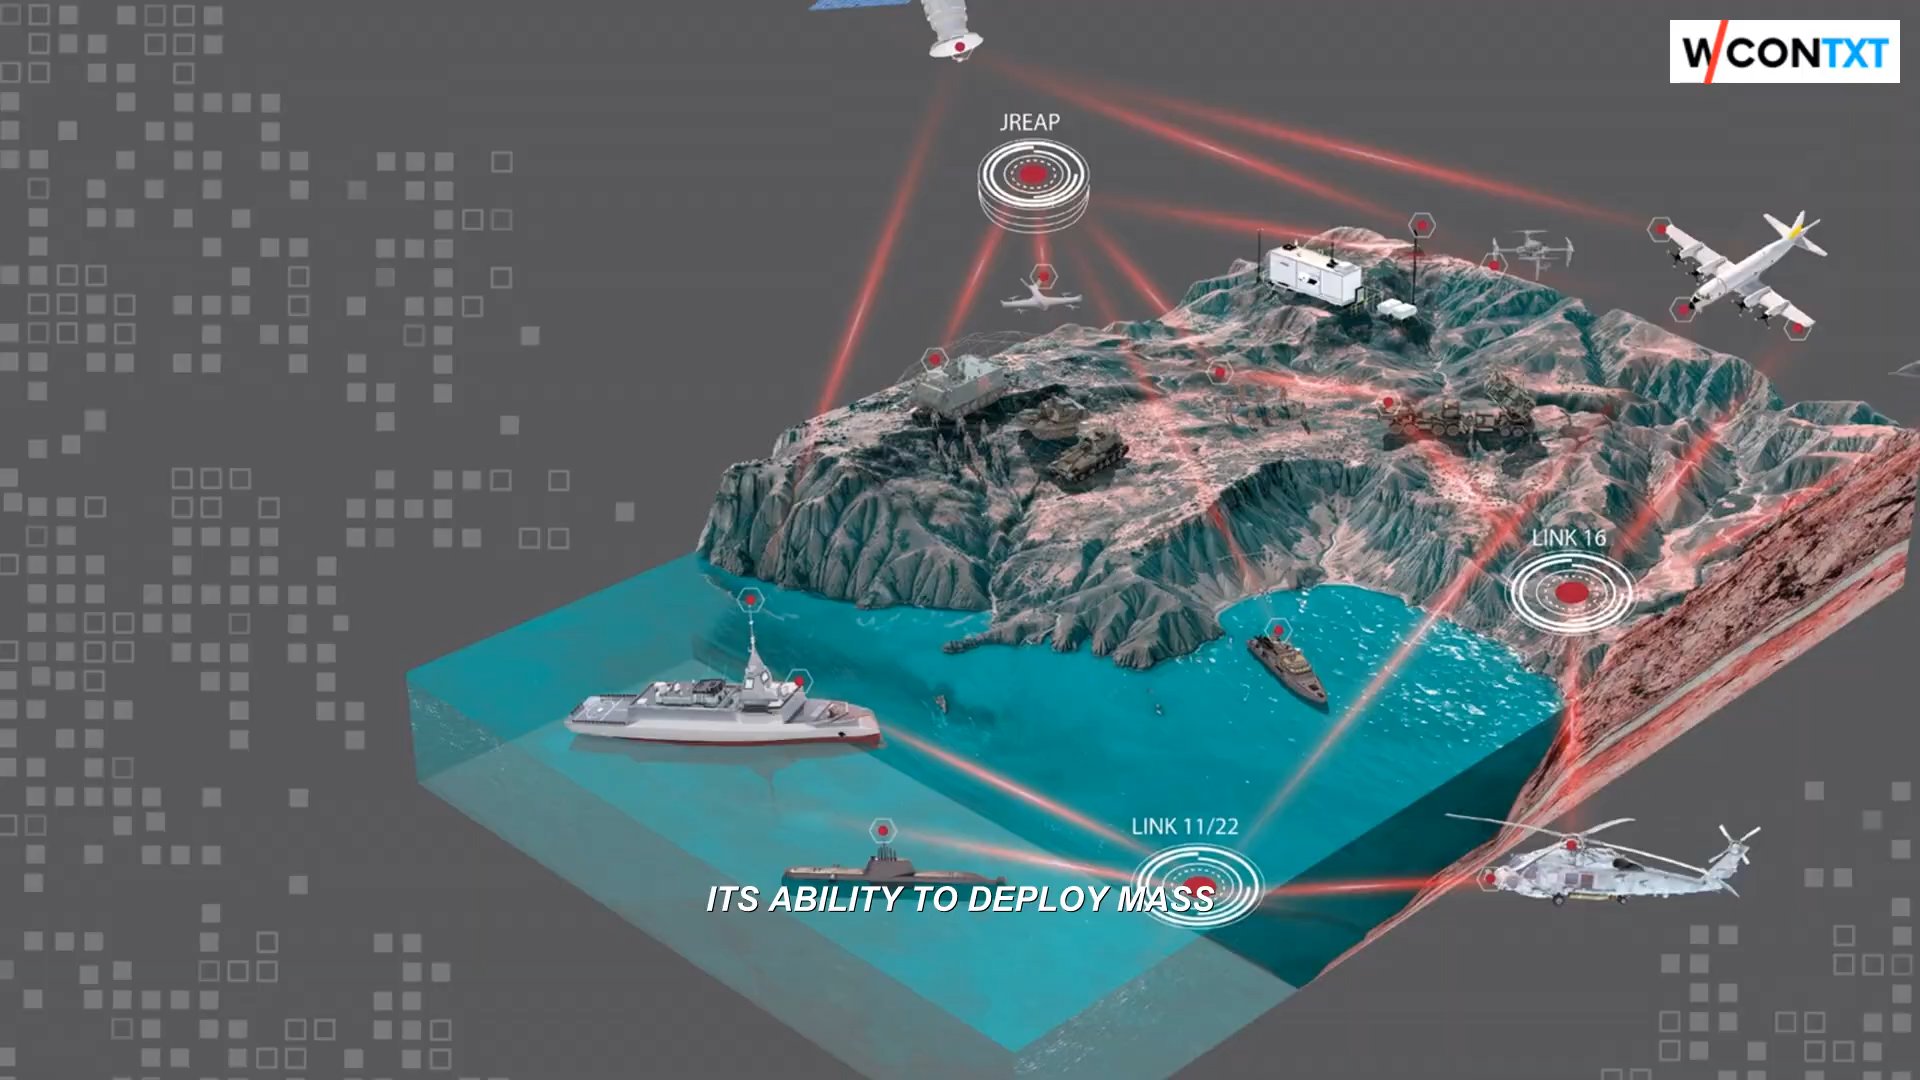 W/CONTXT
JREAP
LINK 16
LINK 11/22
ITS ABILITY TO DEPLOY MASS